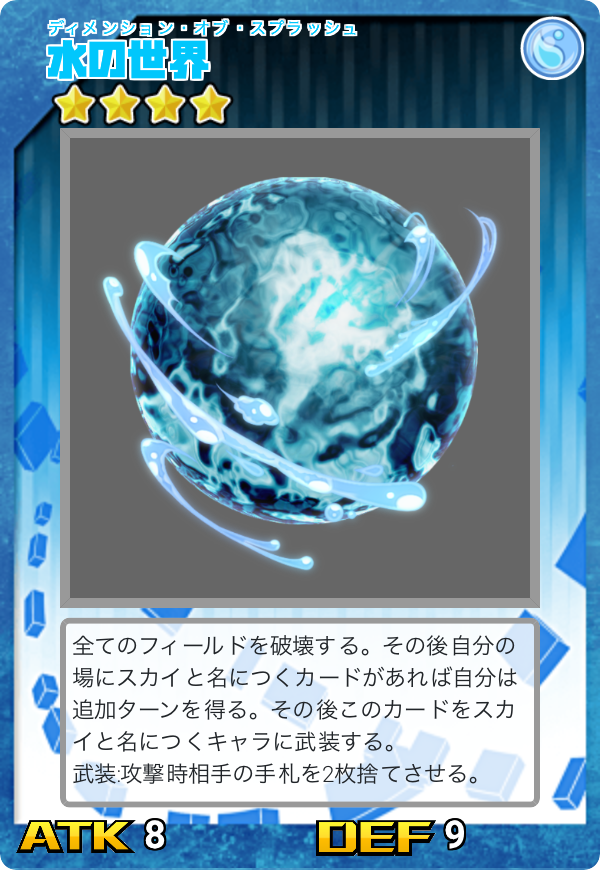 ディメンション・オブ・スプラッシュ
水の世界
全てのフィールドを破壊する。その後自分の
場にスカイと名につくカードがあれば自分は
追加ターンを得る。その後このカードをスカ
イと名につくキャラに武装する。
武装:攻撃時相手の手札を2枚捨てさせる。
ATK 8 DEF 9